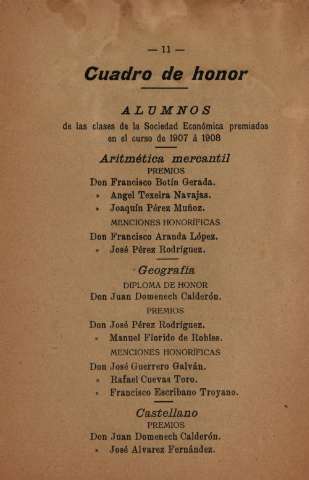 — 11 —
Cuadro de honor
ALUMNOS
de las clases de la Sociedad Económica premiados
en el curso de 1907 á 1908
Aritmética mercantil
PREMIOS
Don Francisco Botín Gerada.
» Angel Texeira Navajas.
» Joaquín Pérez Muñoz.
MENCIONES HONORÍFICAS
Don Francisco Aranda López.
» José Pérez Rodríguez.
Geografía
DIPLOMA DE HONOR
Don Juan Domenech Calderón.
PREMIOS
Don José Pérez Rodríguez.
» Manuel Florido de Robles.
MENCIONES HONORÍFICAS
Don José Guerrero Galván.
» Rafael Cuevas Toro.
» Francisco Escribano Troyano.
Castellano
PREMIOS
Don Juan Domenech Calderón.
» José Alvarez Fernández.